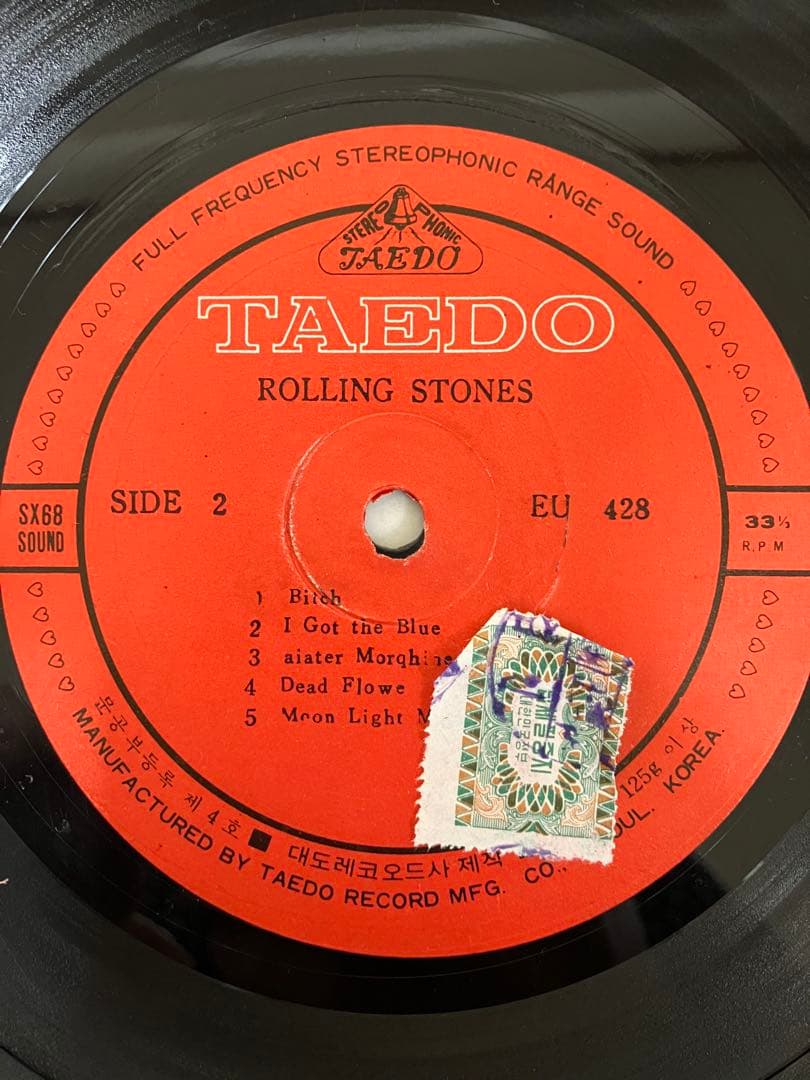 FULL FREQUENCY STEREOPHONIC RANGE SOUND
STEREO PHONIC
TAEDO
TAEDO
ROLLING STONES
SIDE 2
EU 428
SX68
SOUND
33⅓
R.P.M
1 Bitch
2 I Got the Blue
3 aiater Morqhine
4 Dead Flowe
5 Moon Light M
문공부등록 제4호 ■ 대도레코오드사 제작
125g 이상
MANUFACTURED BY TAEDO RECORD MFG. CO., OUL. KOREA.